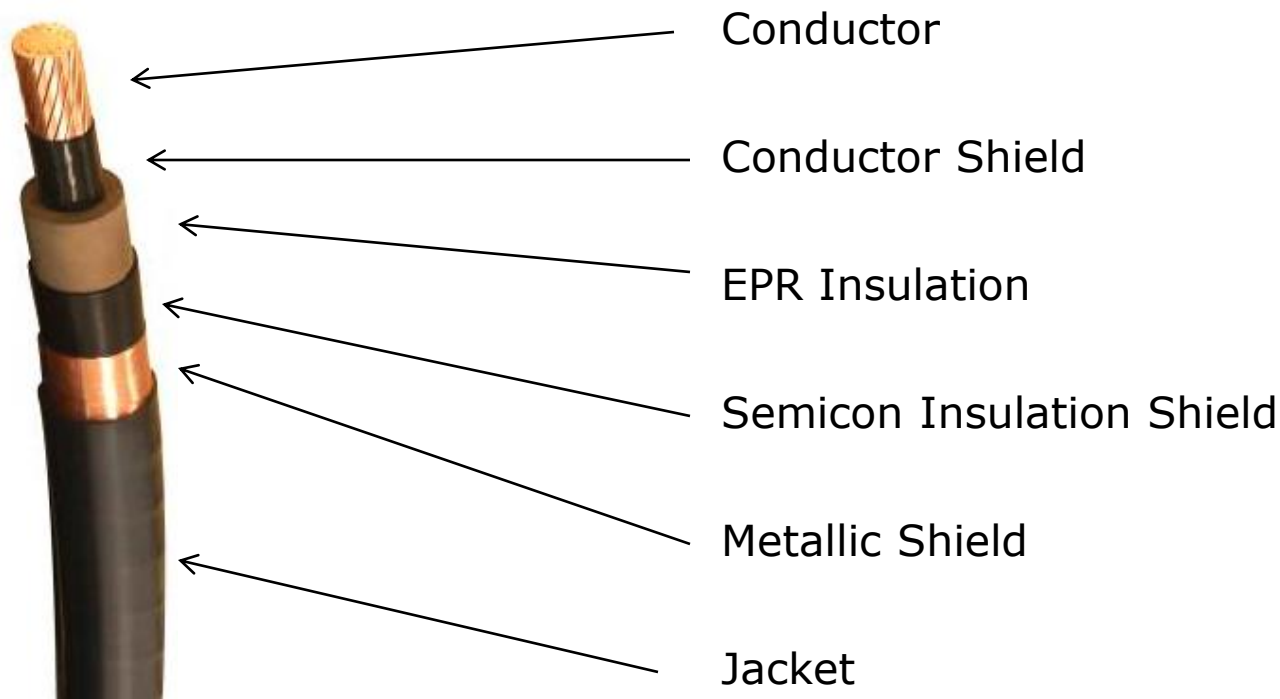 Conductor
Conductor Shield
EPR Insulation
Semicon Insulation Shield
Metallic Shield
Jacket